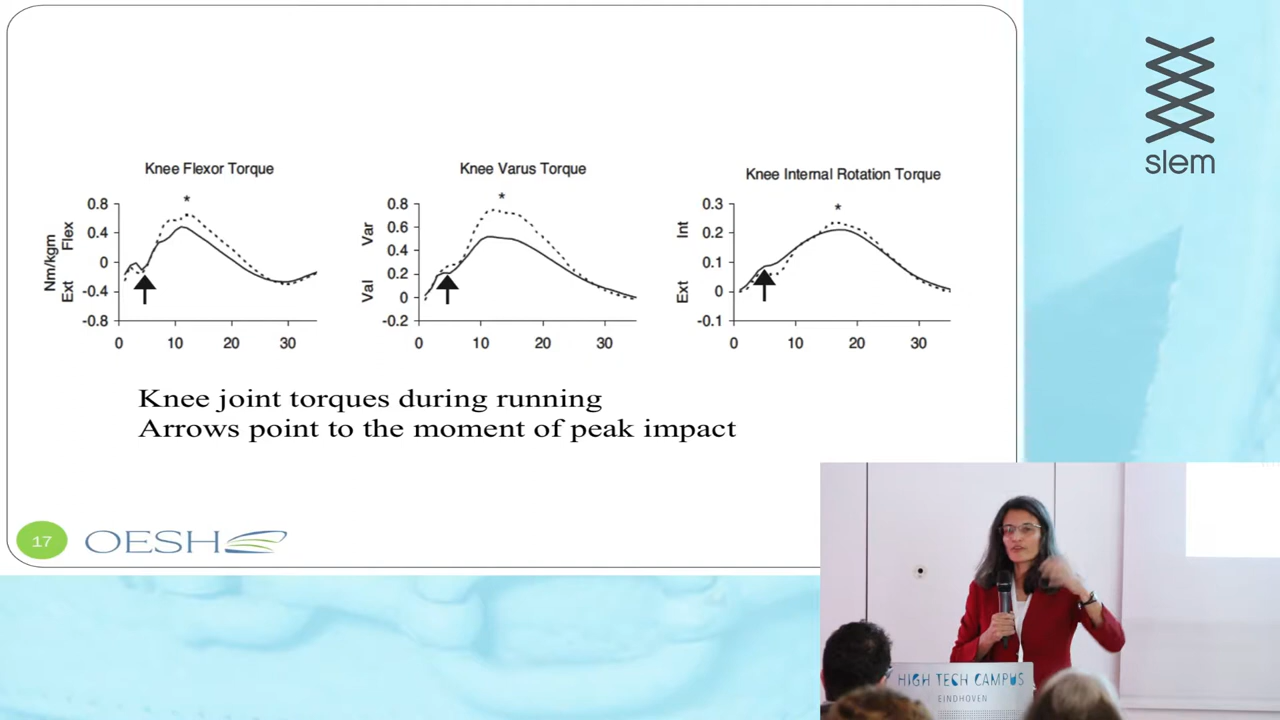 slem
Knee Flexor Torque
Knee Varus Torque
Knee Internal Rotation Torque
*
*
*
Nm/kgm
Ext Flex
0.8
0.4
0
-0.4
-0.8
0 10 20 30
Val Var
0.8
0.6
0.4
0.2
0
-0.2
0 10 20 30
Ext Int
0.3
0.2
0.1
0
-0.1
0 10 20 30
Knee joint torques during running
Arrows point to the moment of peak impact
17
OESH
HIGH TECH CAMPUS
EINDHOVEN